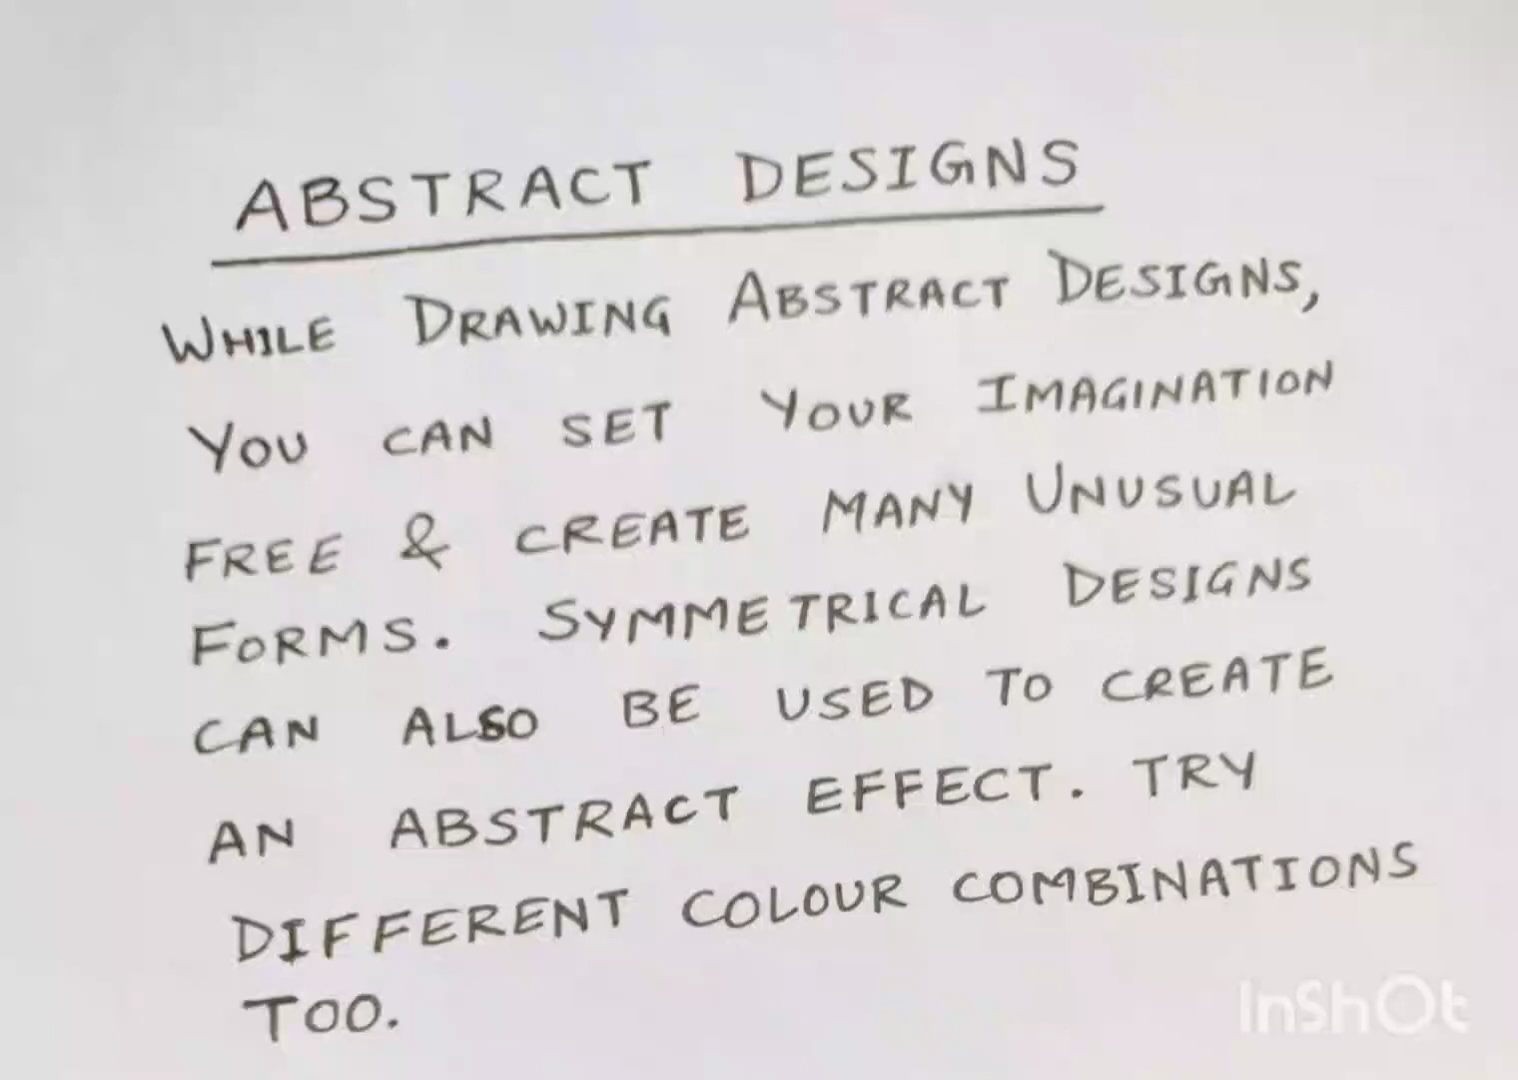 ABSTRACT DESIGNS
WHILE DRAWING ABSTRACT DESIGNS,
YOU CAN SET YOUR IMAGINATION
FREE & CREATE MANY UNUSUAL
FORMS. SYMMETRICAL DESIGNS
CAN ALSO BE USED TO CREATE
AN ABSTRACT EFFECT. TRY
DIFFERENT COLOUR COMBINATIONS
TOO.
InShOt